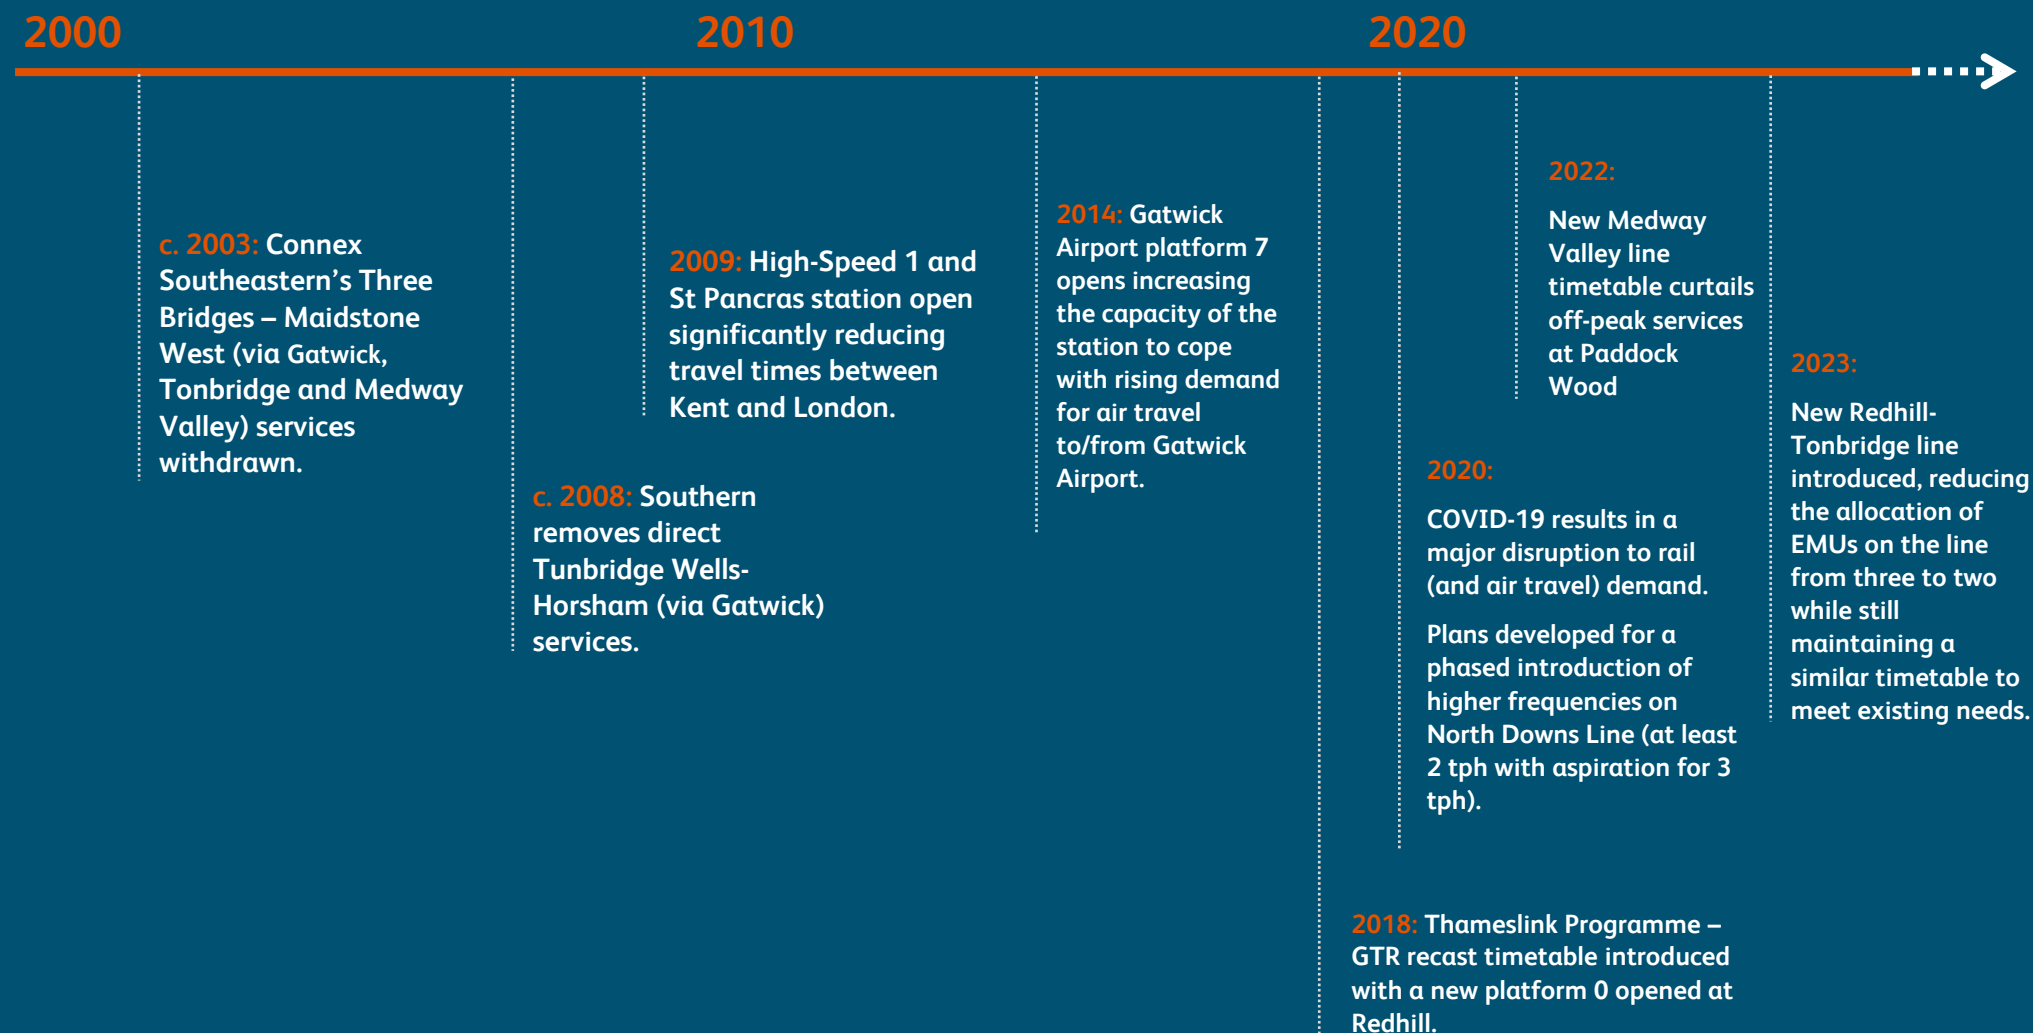 2000
2010
2020
c. 2003: Connex
Southeastern’s Three
Bridges – Maidstone
West (via Gatwick,
Tonbridge and Medway
Valley) services
withdrawn.
c. 2008: Southern
removes direct
Tunbridge Wells-
Horsham (via Gatwick)
services.
2009: High-Speed 1 and
St Pancras station open
significantly reducing
travel times between
Kent and London.
2014: Gatwick
Airport platform 7
opens increasing
the capacity of the
station to cope
with rising demand
for air travel
to/from Gatwick
Airport.
2018: Thameslink Programme –
GTR recast timetable introduced
with a new platform 0 opened at
Redhill.
2020:
COVID-19 results in a
major disruption to rail
(and air travel) demand.
Plans developed for a
phased introduction of
higher frequencies on
North Downs Line (at least
2 tph with aspiration for 3
tph).
2022:
New Medway
Valley line
timetable curtails
off-peak services
at Paddock
Wood
2023:
New Redhill-
Tonbridge line
introduced, reducing
the allocation of
EMUs on the line
from three to two
while still
maintaining a
similar timetable to
meet existing needs.